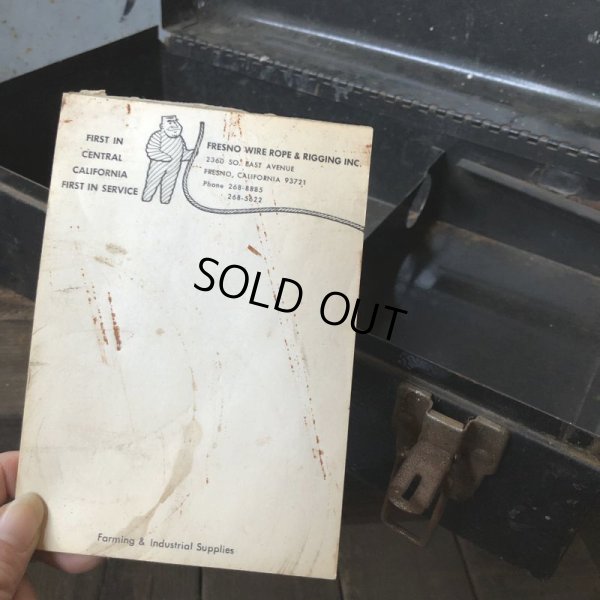 FIRST IN
CENTRAL
CALIFORNIA
FIRST IN SERVICE
FRESNO WIRE ROPE & RIGGING INC.
2360 SO. EAST AVENUE
FRESNO, CALIFORNIA 93721
Phone 268-8885
268-5622
SOLD OUT
Farming & Industrial Supplies